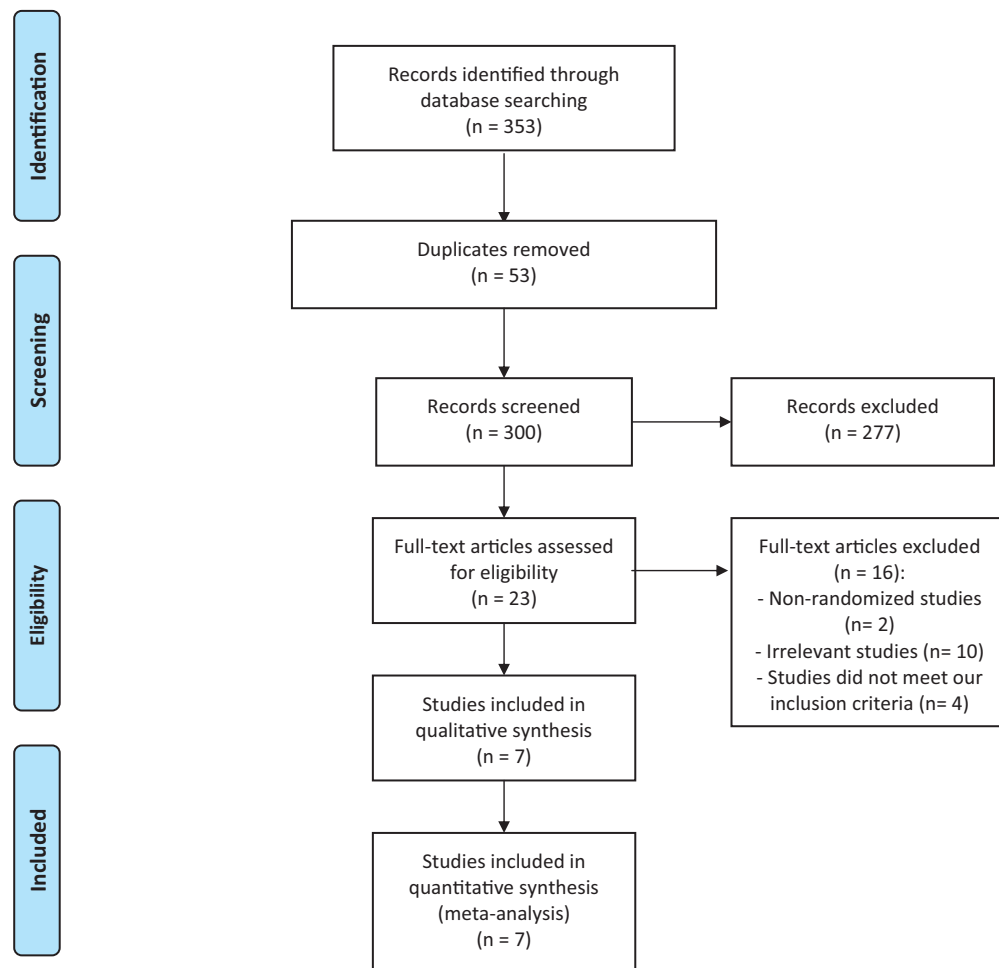 Identification
Records identified through
database searching
(n = 353)
Duplicates removed
(n = 53)
Screening
Records screened
(n = 300)
Records excluded
(n = 277)
Eligibility
Full-text articles assessed
for eligibility
(n = 23)
Full-text articles excluded
(n = 16):
- Non-randomized studies
(n= 2)
- Irrelevant studies (n= 10)
- Studies did not meet our
inclusion criteria (n= 4)
Studies included in
qualitative synthesis
(n = 7)
Included
Studies included in
quantitative synthesis
(meta-analysis)
(n = 7)